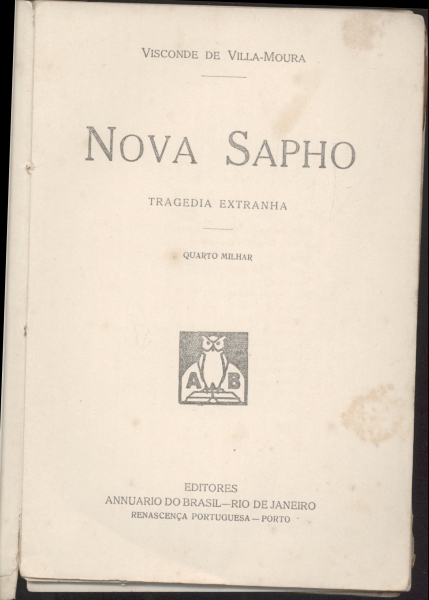 VISCONDE DE VILLA-MOURA
NOVA SAPHO
TRAGEDIA EXTRANHA
QUARTO MILHAR
A B
EDITORES
ANNUARIO DO BRASIL—RIO DE JANEIRO
RENASCENÇA PORTUGUESA — PORTO